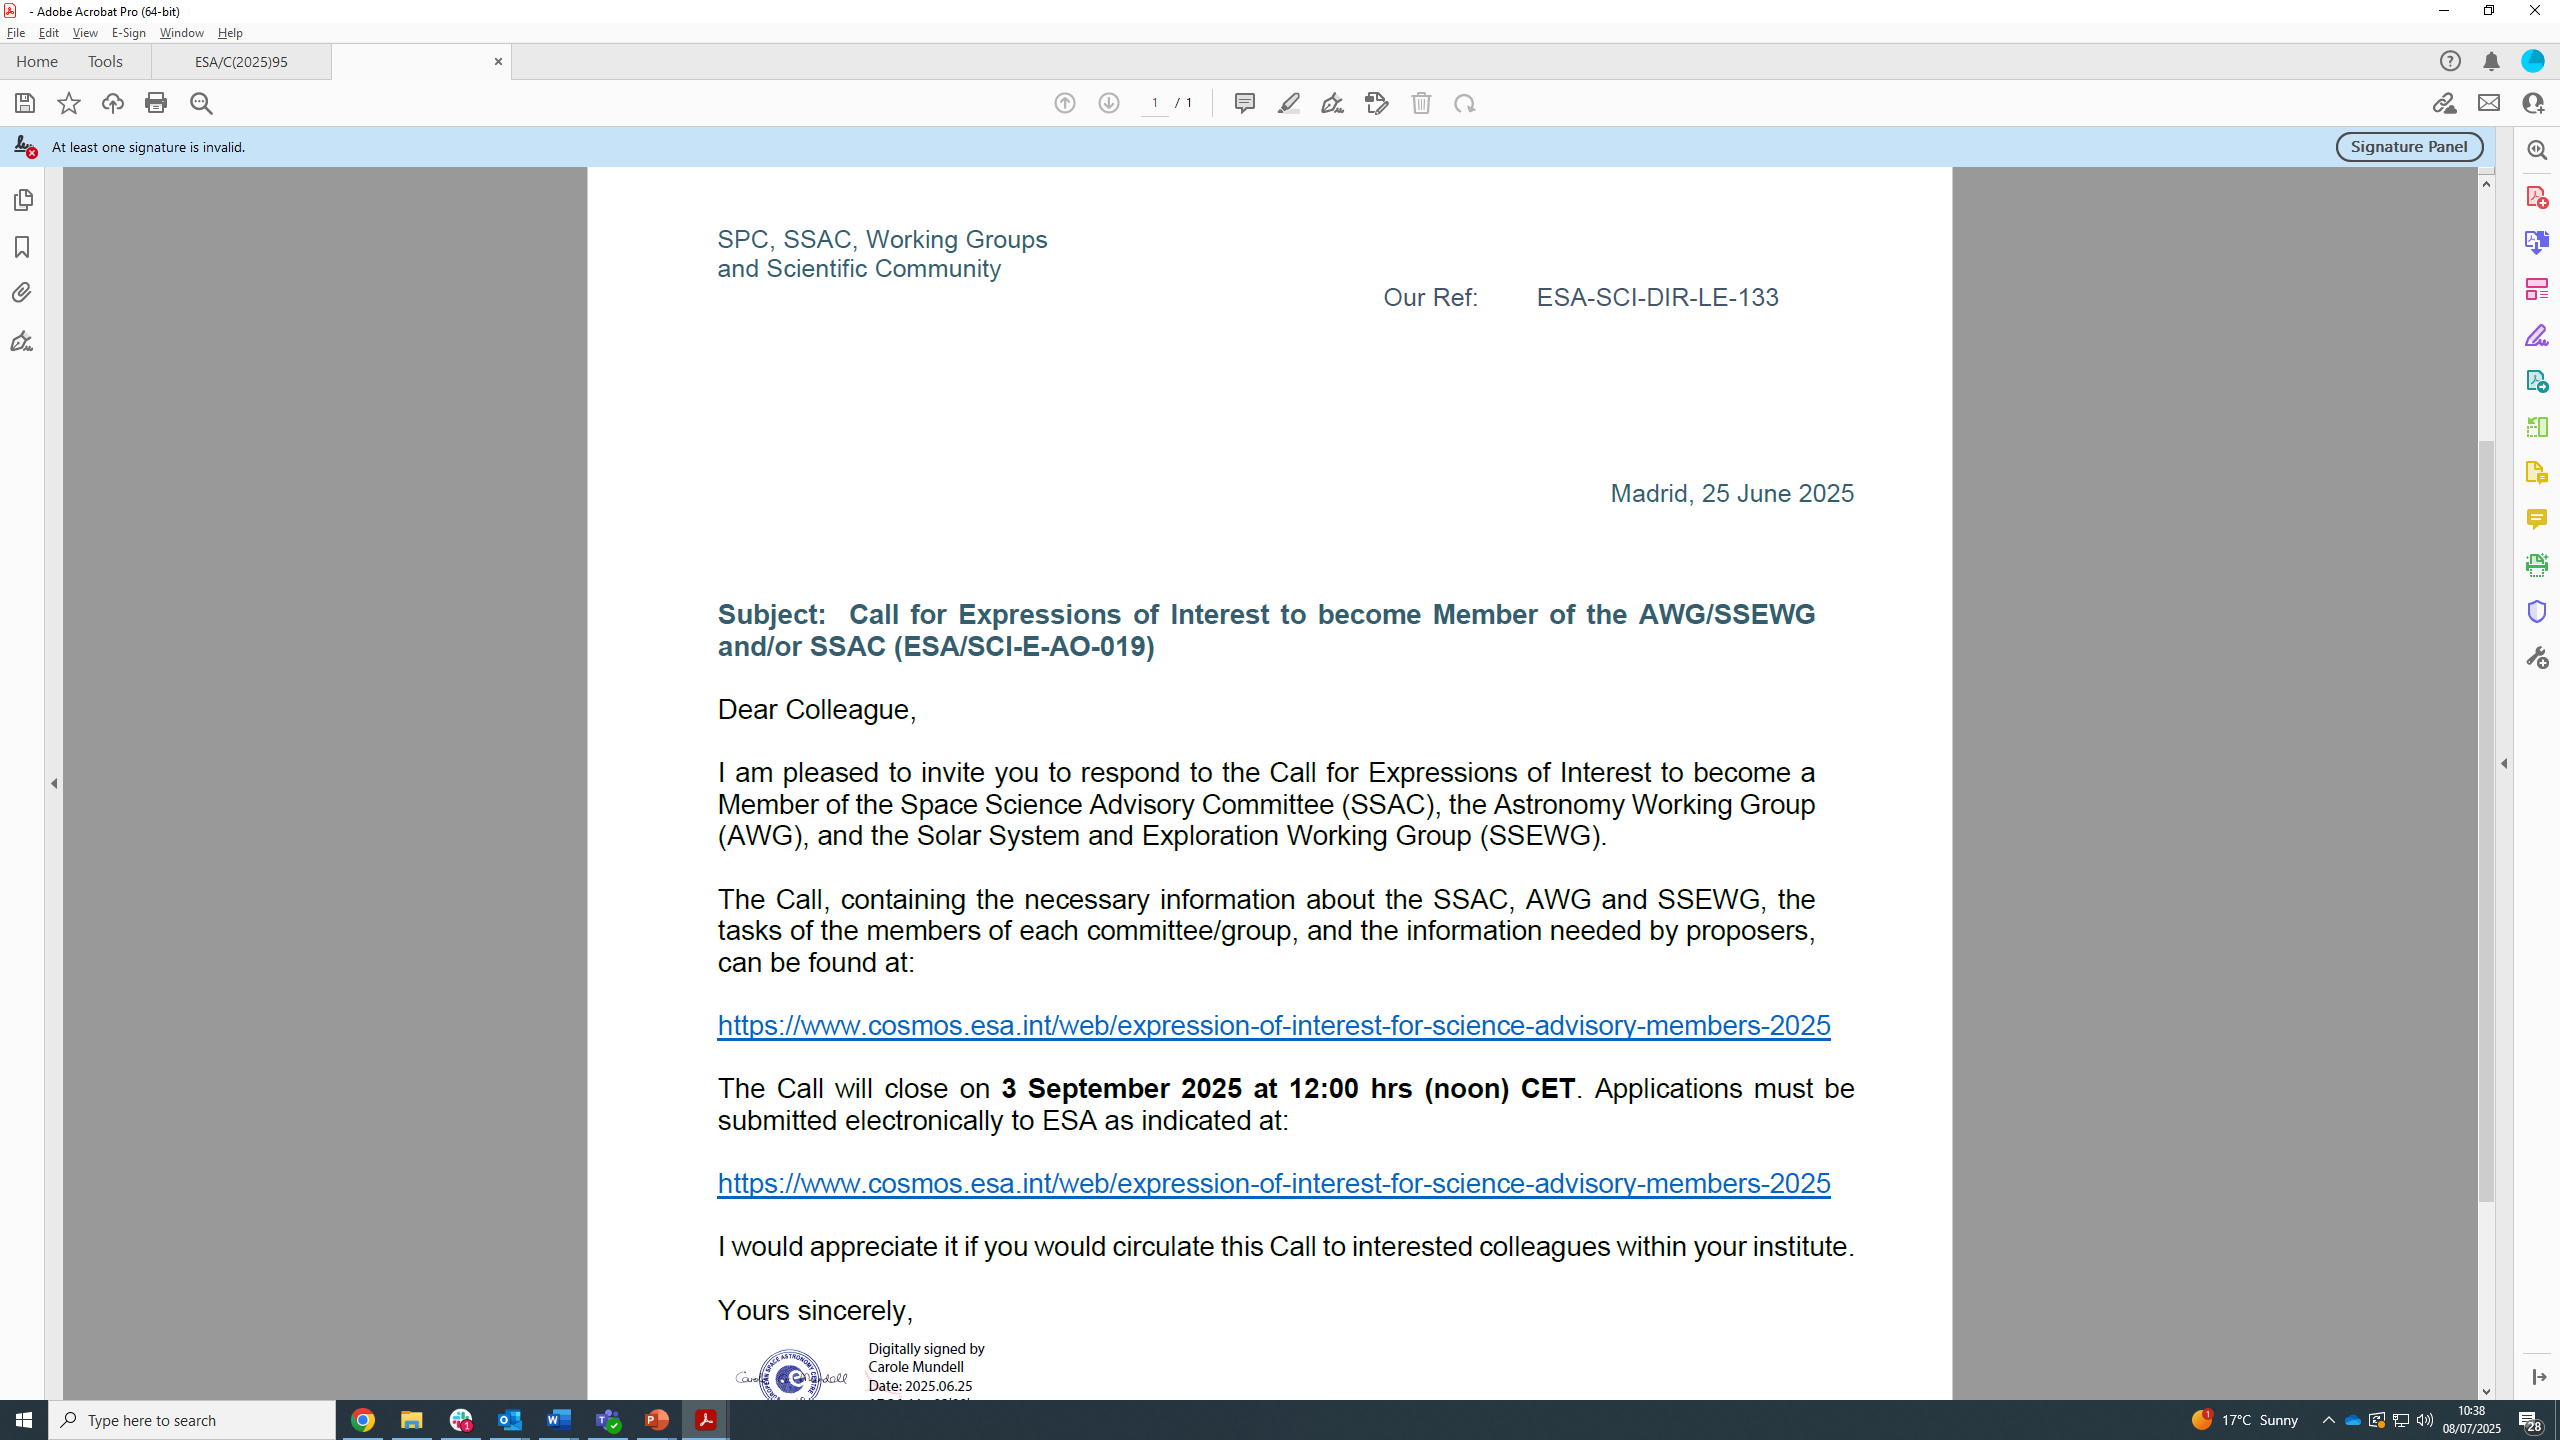 - Adobe Acrobat Pro (64-bit)
File Edit View E-Sign Window Help
Home Tools ESA/C(2025)95
1 / 1
At least one signature is invalid.
Signature Panel
SPC, SSAC, Working Groups
and Scientific Community
Our Ref: ESA-SCI-DIR-LE-133
Madrid, 25 June 2025
Subject: Call for Expressions of Interest to become Member of the AWG/SSEWG
and/or SSAC (ESA/SCI-E-AO-019)
Dear Colleague,
I am pleased to invite you to respond to the Call for Expressions of Interest to become a
Member of the Space Science Advisory Committee (SSAC), the Astronomy Working Group
(AWG), and the Solar System and Exploration Working Group (SSEWG).
The Call, containing the necessary information about the SSAC, AWG and SSEWG, the
tasks of the members of each committee/group, and the information needed by proposers,
can be found at:
https://www.cosmos.esa.int/web/expression-of-interest-for-science-advisory-members-2025
The Call will close on 3 September 2025 at 12:00 hrs (noon) CET. Applications must be
submitted electronically to ESA as indicated at:
https://www.cosmos.esa.int/web/expression-of-interest-for-science-advisory-members-2025
I would appreciate it if you would circulate this Call to interested colleagues within your institute.
Yours sincerely,
Digitally signed by
Carole Mundell
Date: 2025.06.25
Type here to search
17°C Sunny
10:38
08/07/2025
28